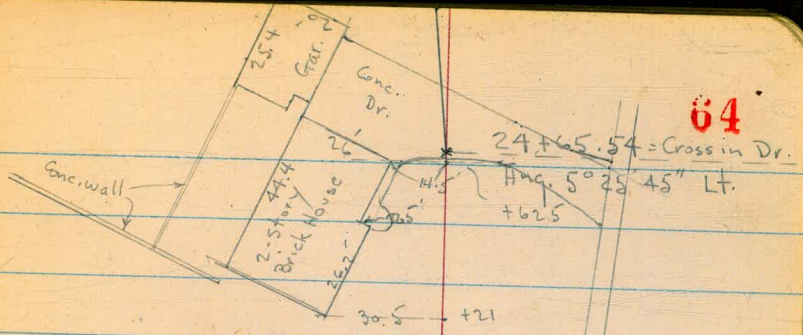 64
25.4
Gar.
Conc.
Dr.
24+65.54 = Cross in Dr.
26'
14.5'
Ang. 5° 25' 45" Lt.
Conc. wall
44.4
2-Story
Brick House
+62.5
26.2'
30.5
+21